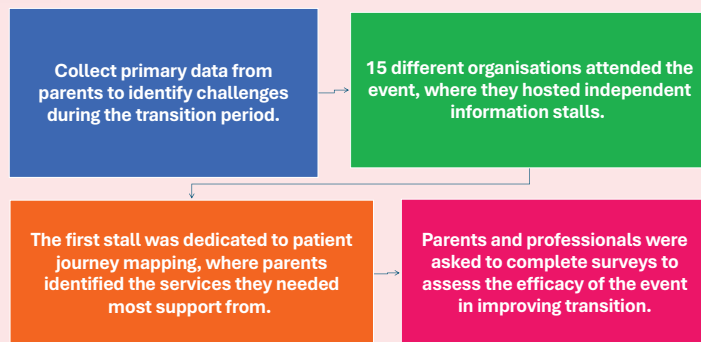 Collect primary data from
parents to identify challenges
during the transition period.
15 different organisations attended the
event, where they hosted independent
information stalls.
The first stall was dedicated to patient
journey mapping, where parents
identified the services they needed
most support from.
Parents and professionals were
asked to complete surveys to
assess the efficacy of the event
in improving transition.